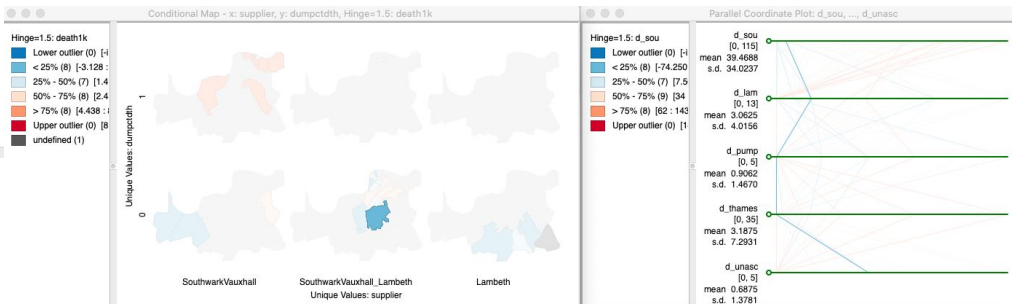 Conditional Map - x: supplier, y: dumpctdth, Hinge=1.5: death1k
Hinge=1.5: death1k
Lower outlier (0) [-i
< 25% (8) [-3.128 :
25% - 50% (7) [1.4
50% - 75% (8) [2.4
> 75% (8) [4.438 :
Upper outlier (0) [8
undefined (1)
Unique Values: dumpctdth
1
0
SouthwarkVauxhall
SouthwarkVauxhall_Lambeth
Lambeth
Unique Values: supplier
Parallel Coordinate Plot: d_sou, ..., d_unasc
Hinge=1.5: d_sou
Lower outlier (0) [-i
< 25% (8) [-74.250
25% - 50% (7) [7.5
50% - 75% (9) [34
> 75% (8) [62 : 143
Upper outlier (0) [1
d_sou
[0, 115]
mean 39.4688
s.d. 34.0237
d_lam
[0, 13]
mean 3.0625
s.d. 4.0156
d_pump
[0, 5]
mean 0.9062
s.d. 1.4670
d_thames
[0, 35]
mean 3.1875
s.d. 7.2931
d_unasc
[0, 5]
mean 0.6875
s.d. 1.3781